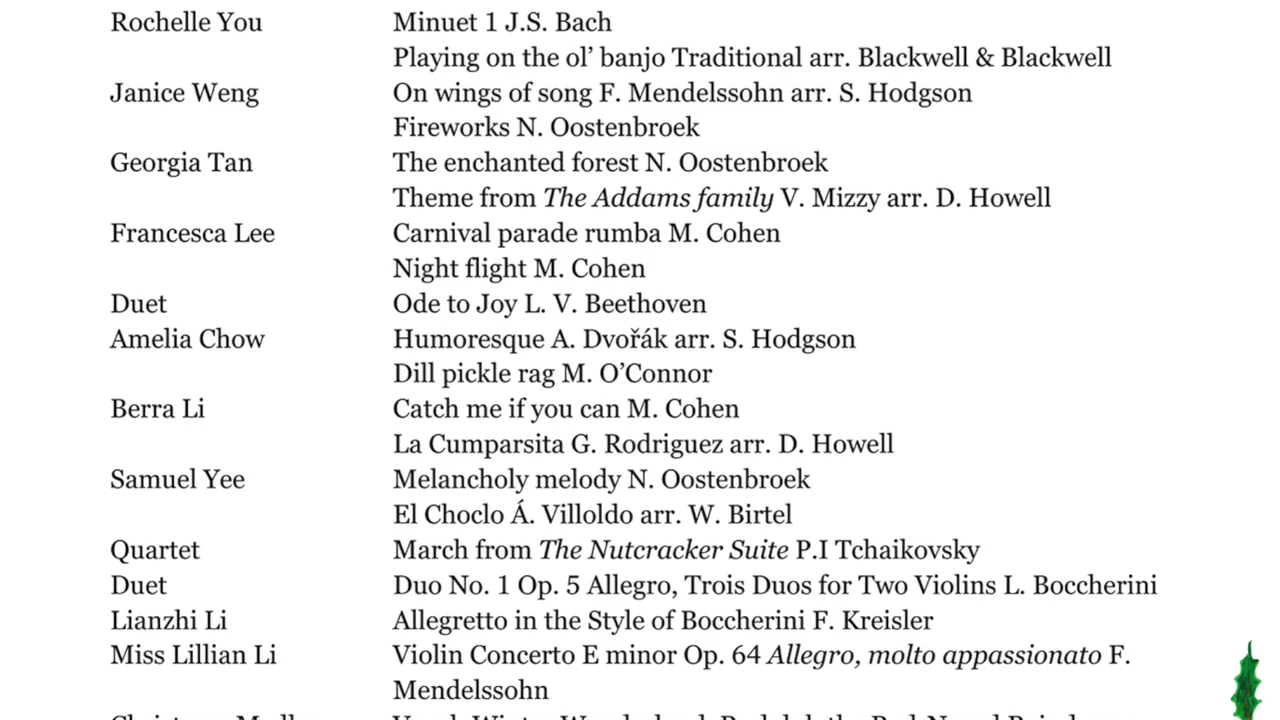 Rochelle You Minuet 1 J.S. Bach
Playing on the ol’ banjo Traditional arr. Blackwell & Blackwell
Janice Weng On wings of song F. Mendelssohn arr. S. Hodgson
Fireworks N. Oostenbroek
Georgia Tan The enchanted forest N. Oostenbroek
Theme from The Addams family V. Mizzy arr. D. Howell
Francesca Lee Carnival parade rumba M. Cohen
Night flight M. Cohen
Duet Ode to Joy L. V. Beethoven
Amelia Chow Humoresque A. Dvořák arr. S. Hodgson
Dill pickle rag M. O’Connor
Berra Li Catch me if you can M. Cohen
La Cumparsita G. Rodriguez arr. D. Howell
Samuel Yee Melancholy melody N. Oostenbroek
El Choclo Á. Villoldo arr. W. Birtel
Quartet March from The Nutcracker Suite P.I Tchaikovsky
Duet Duo No. 1 Op. 5 Allegro, Trois Duos for Two Violins L. Boccherini
Lianzhi Li Allegretto in the Style of Boccherini F. Kreisler
Miss Lillian Li Violin Concerto E minor Op. 64 Allegro, molto appassionato F.
Mendelssohn